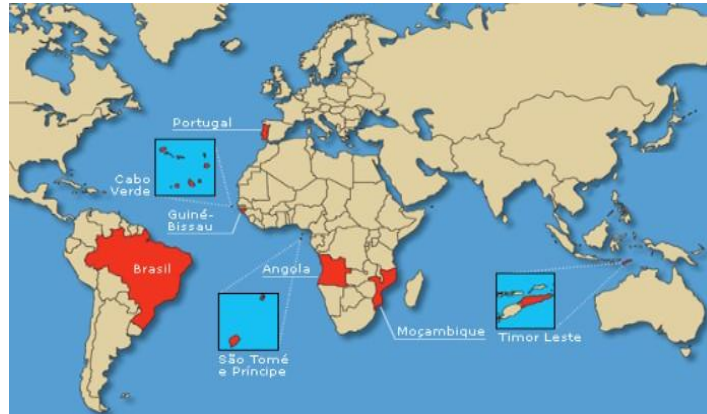 Portugal
Cabo
Verde
Guiné-
Bissau
Brasil
Angola
São Tomé
e Príncipe
Moçambique
Timor Leste